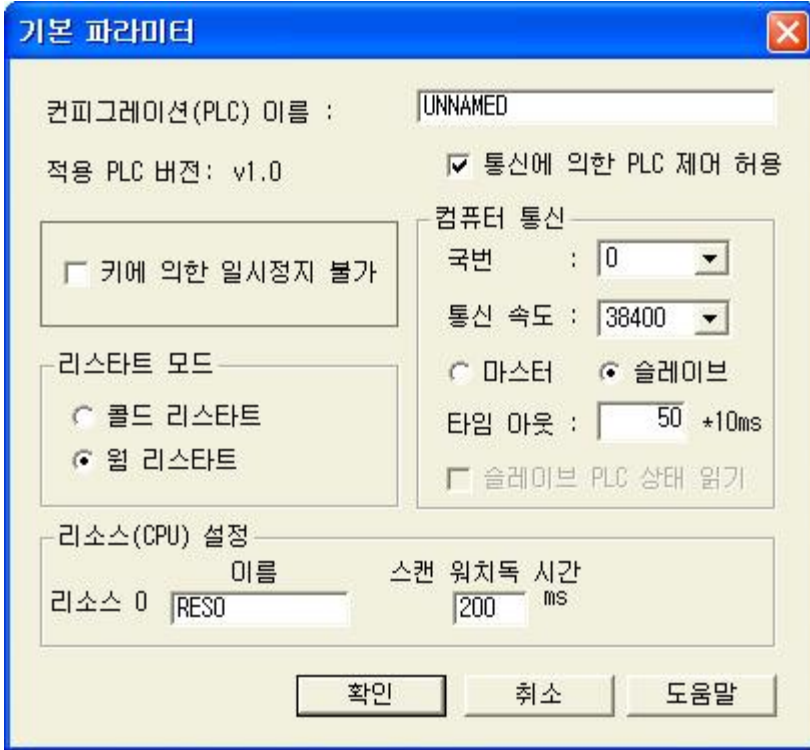 기본 파라미터
컨피그레이션(PLC) 이름 : UNNAMED
적용 PLC 버전: v1.0
통신에 의한 PLC 제어 허용
키에 의한 일시정지 불가
컴퓨터 통신
국번 : 0
통신 속도 : 38400
마스터 슬레이브
타임 아웃 : 50 *10ms
슬레이브 PLC 상태 읽기
리스타트 모드
콜드 리스타트
웜 리스타트
리소스(CPU) 설정
이름 스캔 워치독 시간
리소스 0 RES0 200 ms
확인 취소 도움말